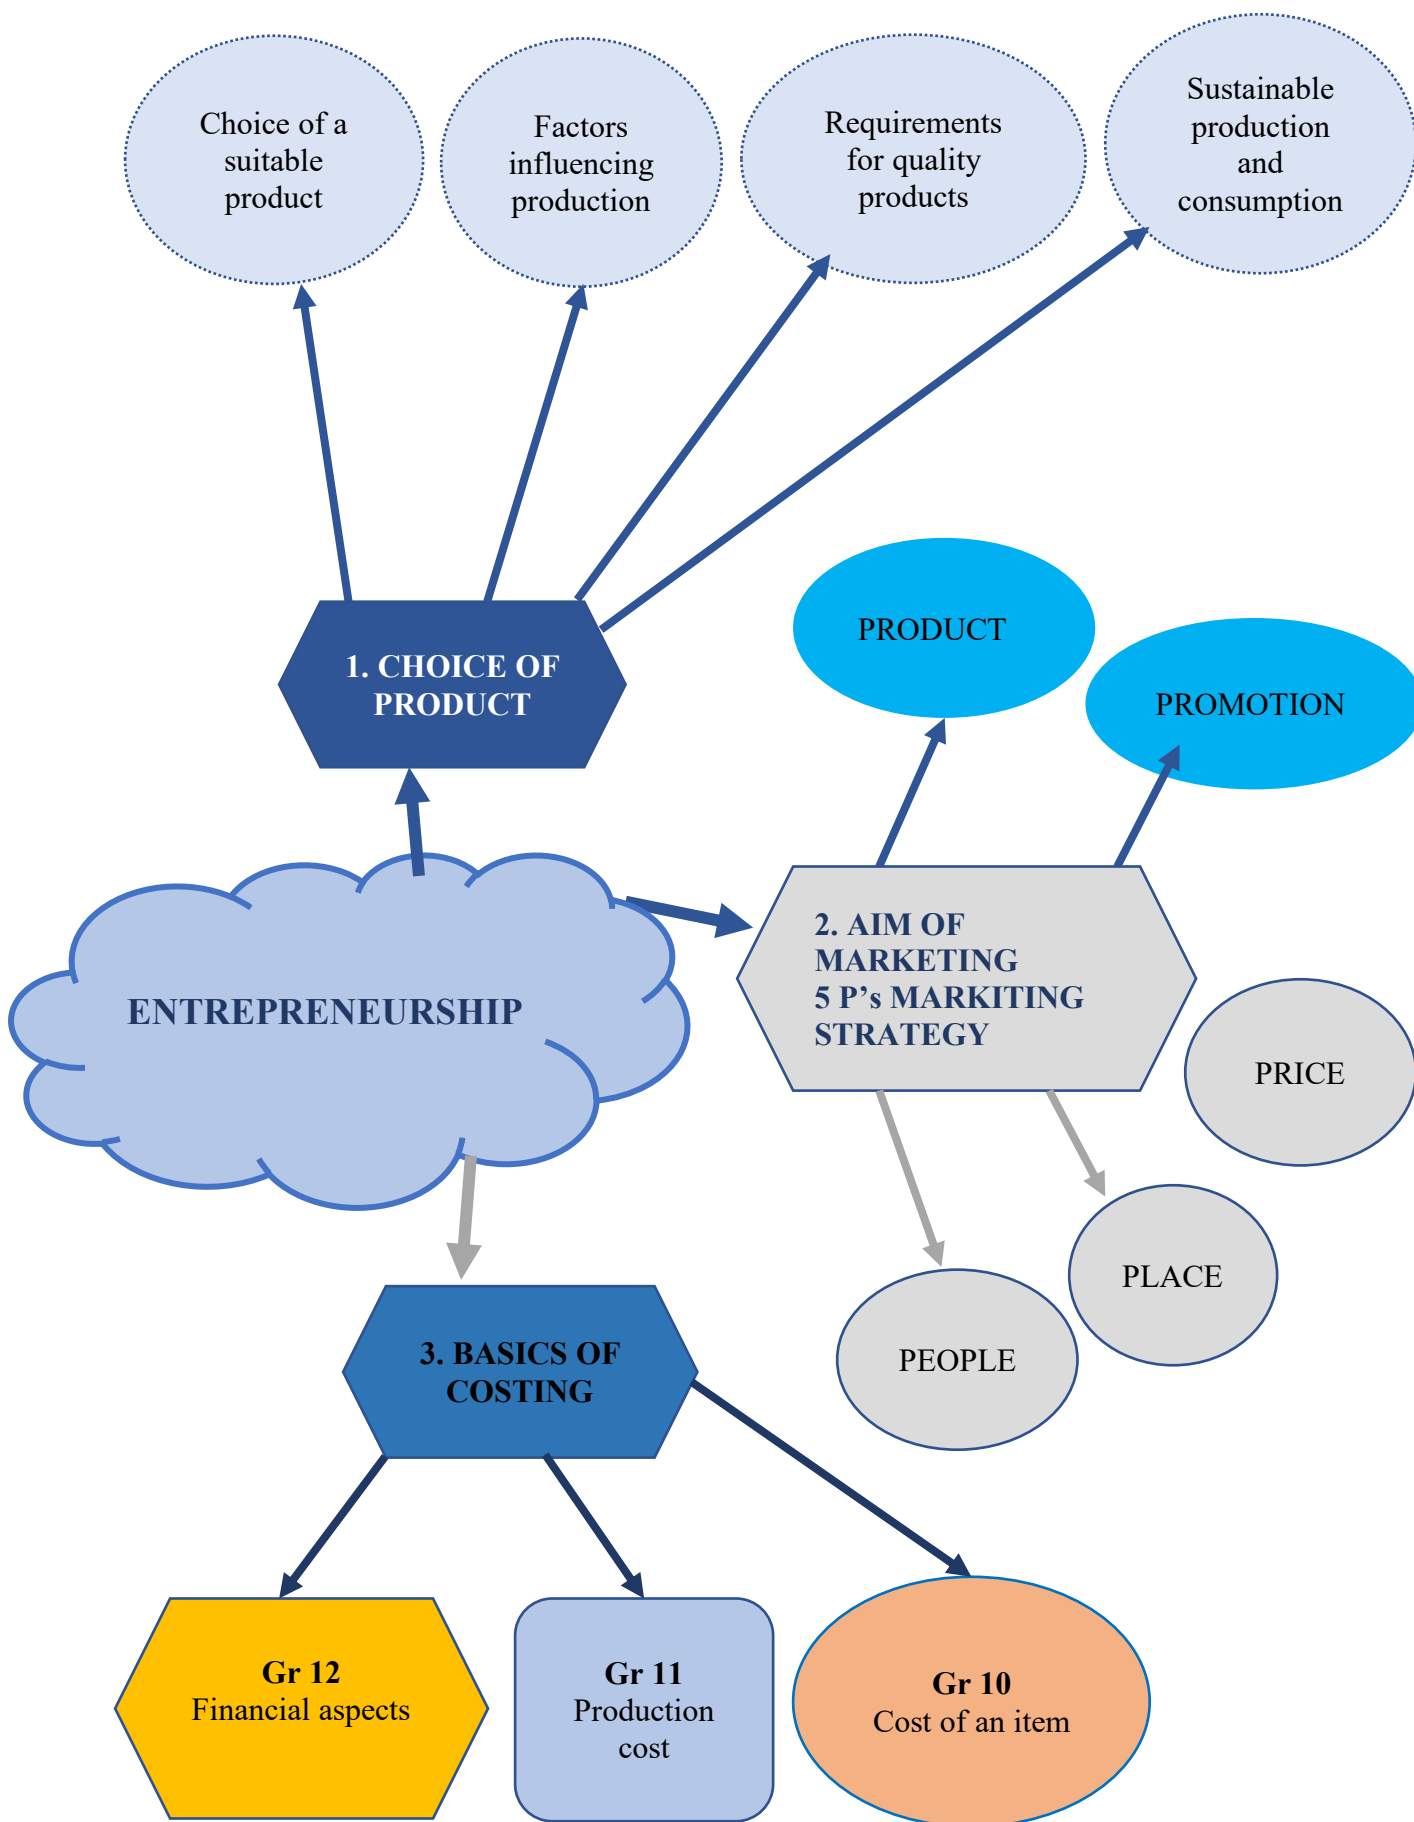 Choice of a
suitable
product
Factors
influencing
production
Requirements
for quality
products
Sustainable
production
and
consumption
1. CHOICE OF
PRODUCT
PRODUCT
PROMOTION
ENTREPRENEURSHIP
2. AIM OF
MARKETING
5 P’s MARKITING
STRATEGY
PRICE
PLACE
PEOPLE
3. BASICS OF
COSTING
Gr 12
Financial aspects
Gr 11
Production
cost
Gr 10
Cost of an item